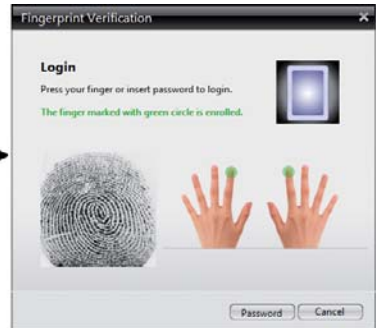 Fingerprint Verification
Login
Press your finger or insert password to login.
The finger marked with green circle is enrolled.
Password
Cancel